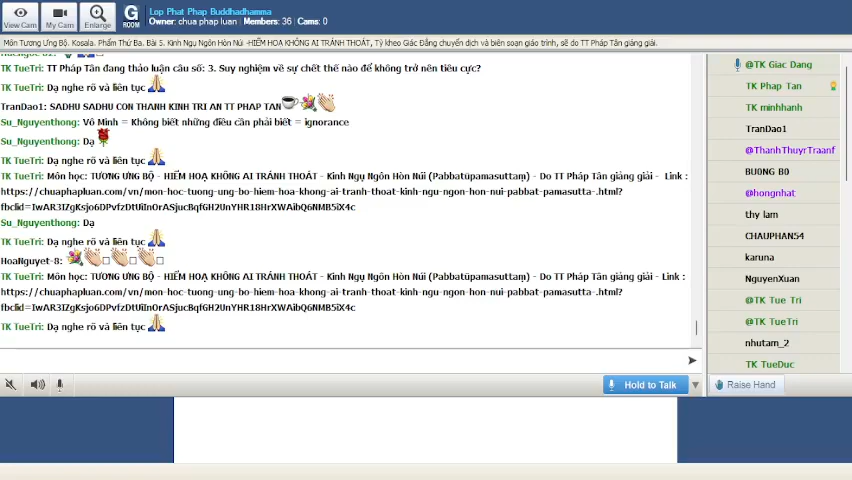 Lop Phat Phap Buddhadhamma
Owner: chua phap luan . Members: 36 . Cams: 0
View Cam
My Cam
Enlarge
G
ROOM
Môn Tương Ưng Bộ. Kosala. Phẩm Thứ Ba. Bài 5. Kinh Ngụ Ngôn Hòn Núi -HIỂM HOẠ KHÔNG AI TRÁNH THOÁT, Tỳ kheo Giác Đẳng chuyển dịch và biên soạn giáo trình, sẽ do TT Pháp Tân giảng giải.
TK TueTri: TT Pháp Tân đang thảo luận câu số: 3. Suy nghiệm về sự chết thế nào để không trở nên tiêu cực?
TK TueTri: Dạ nghe rõ và liên tục
TranDao1: SADHU SADHU CON THANH KINH TRI AN TT PHAP TAN
Su_Nguyenthong: Vô Minh = Không biết những điều cần phải biết = ignorance
Su_Nguyenthong: Dạ
TK TueTri: Dạ nghe rõ và liên tục
TK TueTri: Môn học: TƯƠNG ƯNG BỘ - HIỂM HOẠ KHÔNG AI TRÁNH THOÁT - Kinh Ngụ Ngôn Hòn Núi (Pabbatūpamasuttaṃ) - Do TT Pháp Tân giảng giải - Link :
https://chuaphapluan.com/vn/mon-hoc-tuong-ung-bo-hiem-hoa-khong-ai-tranh-thoat-kinh-ngu-ngon-hon-nui-pabbat-pamasutta-.html?
fbclid=IwAR3IZgKsjo6DPvfzDtUiInOrASjucBqfGH2UnYHR18HrXWAibQ6NMB5iX4c
Su_Nguyenthong: Dạ
TK TueTri: Dạ nghe rõ và liên tục
HoaNguyet-8:
TK TueTri: Môn học: TƯƠNG ƯNG BỘ - HIỂM HOẠ KHÔNG AI TRÁNH THOÁT - Kinh Ngụ Ngôn Hòn Núi (Pabbatūpamasuttaṃ) - Do TT Pháp Tân giảng giải - Link :
https://chuaphapluan.com/vn/mon-hoc-tuong-ung-bo-hiem-hoa-khong-ai-tranh-thoat-kinh-ngu-ngon-hon-nui-pabbat-pamasutta-.html?
fbclid=IwAR3IZgKsjo6DPvfzDtUiInOrASjucBqfGH2UnYHR18HrXWAibQ6NMB5iX4c
TK TueTri: Dạ nghe rõ và liên tục
Hold to Talk
@TK Giac Dang
TK Phap Tan
TK minhhanh
TranDao1
@ThanhThuyrTraanf
BUONG B0
@hongnhat
thy lam
CHAUPHAN54
karuna
NguyenXuan
@TK Tue Tri
@TK TueTri
nhutam_2
TK TueDuc
Raise Hand